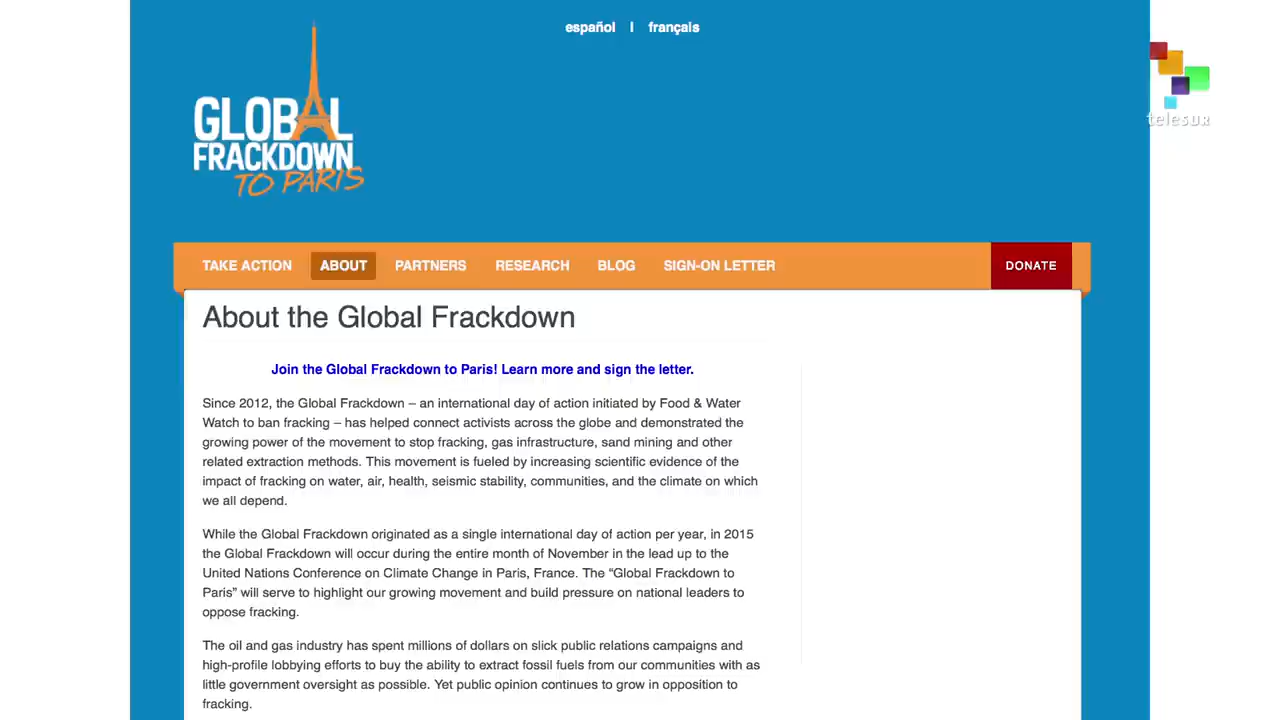 español | français
teleSUR
GLOBAL
FRACKDOWN
TO PARIS
TAKE ACTION ABOUT PARTNERS RESEARCH BLOG SIGN-ON LETTER DONATE
About the Global Frackdown
Join the Global Frackdown to Paris! Learn more and sign the letter.
Since 2012, the Global Frackdown – an international day of action initiated by Food & Water
Watch to ban fracking – has helped connect activists across the globe and demonstrated the
growing power of the movement to stop fracking, gas infrastructure, sand mining and other
related extraction methods. This movement is fueled by increasing scientific evidence of the
impact of fracking on water, air, health, seismic stability, communities, and the climate on which
we all depend.
While the Global Frackdown originated as a single international day of action per year, in 2015
the Global Frackdown will occur during the entire month of November in the lead up to the
United Nations Conference on Climate Change in Paris, France. The “Global Frackdown to
Paris” will serve to highlight our growing movement and build pressure on national leaders to
oppose fracking.
The oil and gas industry has spent millions of dollars on slick public relations campaigns and
high-profile lobbying efforts to buy the ability to extract fossil fuels from our communities with as
little government oversight as possible. Yet public opinion continues to grow in opposition to
fracking.